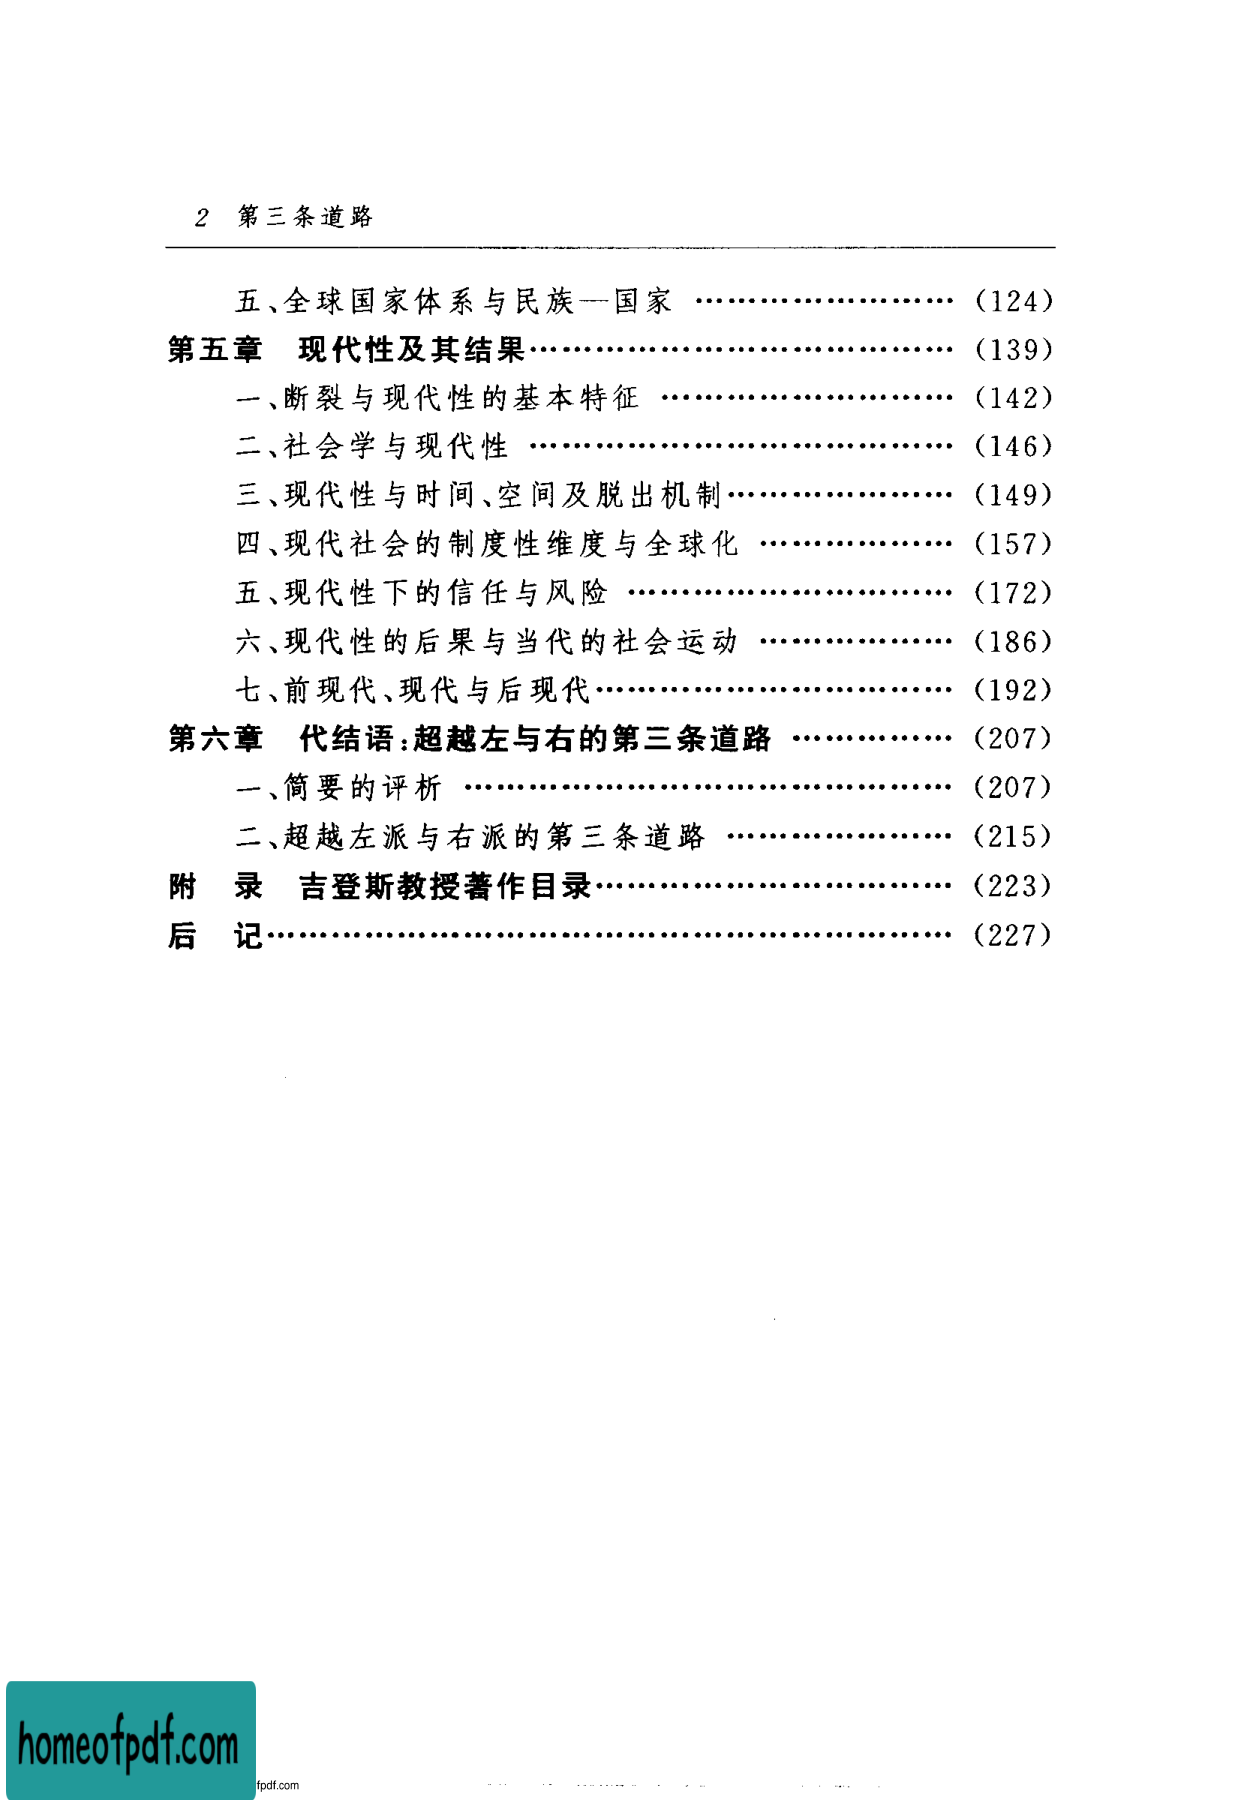 2 第三条道路
五、全球国家体系与民族—国家 ……………………(124)
第五章 现代性及其结果………………………………(139)
一、断裂与现代性的基本特征 ………………………(142)
二、社会学与现代性 …………………………………(146)
三、现代性与时间、空间及脱出机制…………………(149)
四、现代社会的制度性维度与全球化 ………………(157)
五、现代性下的信任与风险 …………………………(172)
六、现代性的后果与当代的社会运动 ………………(186)
七、前现代、现代与后现代……………………………(192)
第六章 代结语:超越左与右的第三条道路 ……………(207)
一、简要的评析 ………………………………………(207)
二、超越左派与右派的第三条道路 …………………(215)
附 录 吉登斯教授著作目录……………………………(223)
后 记……………………………………………………(227)
homeofpdf.com
fpdf.com